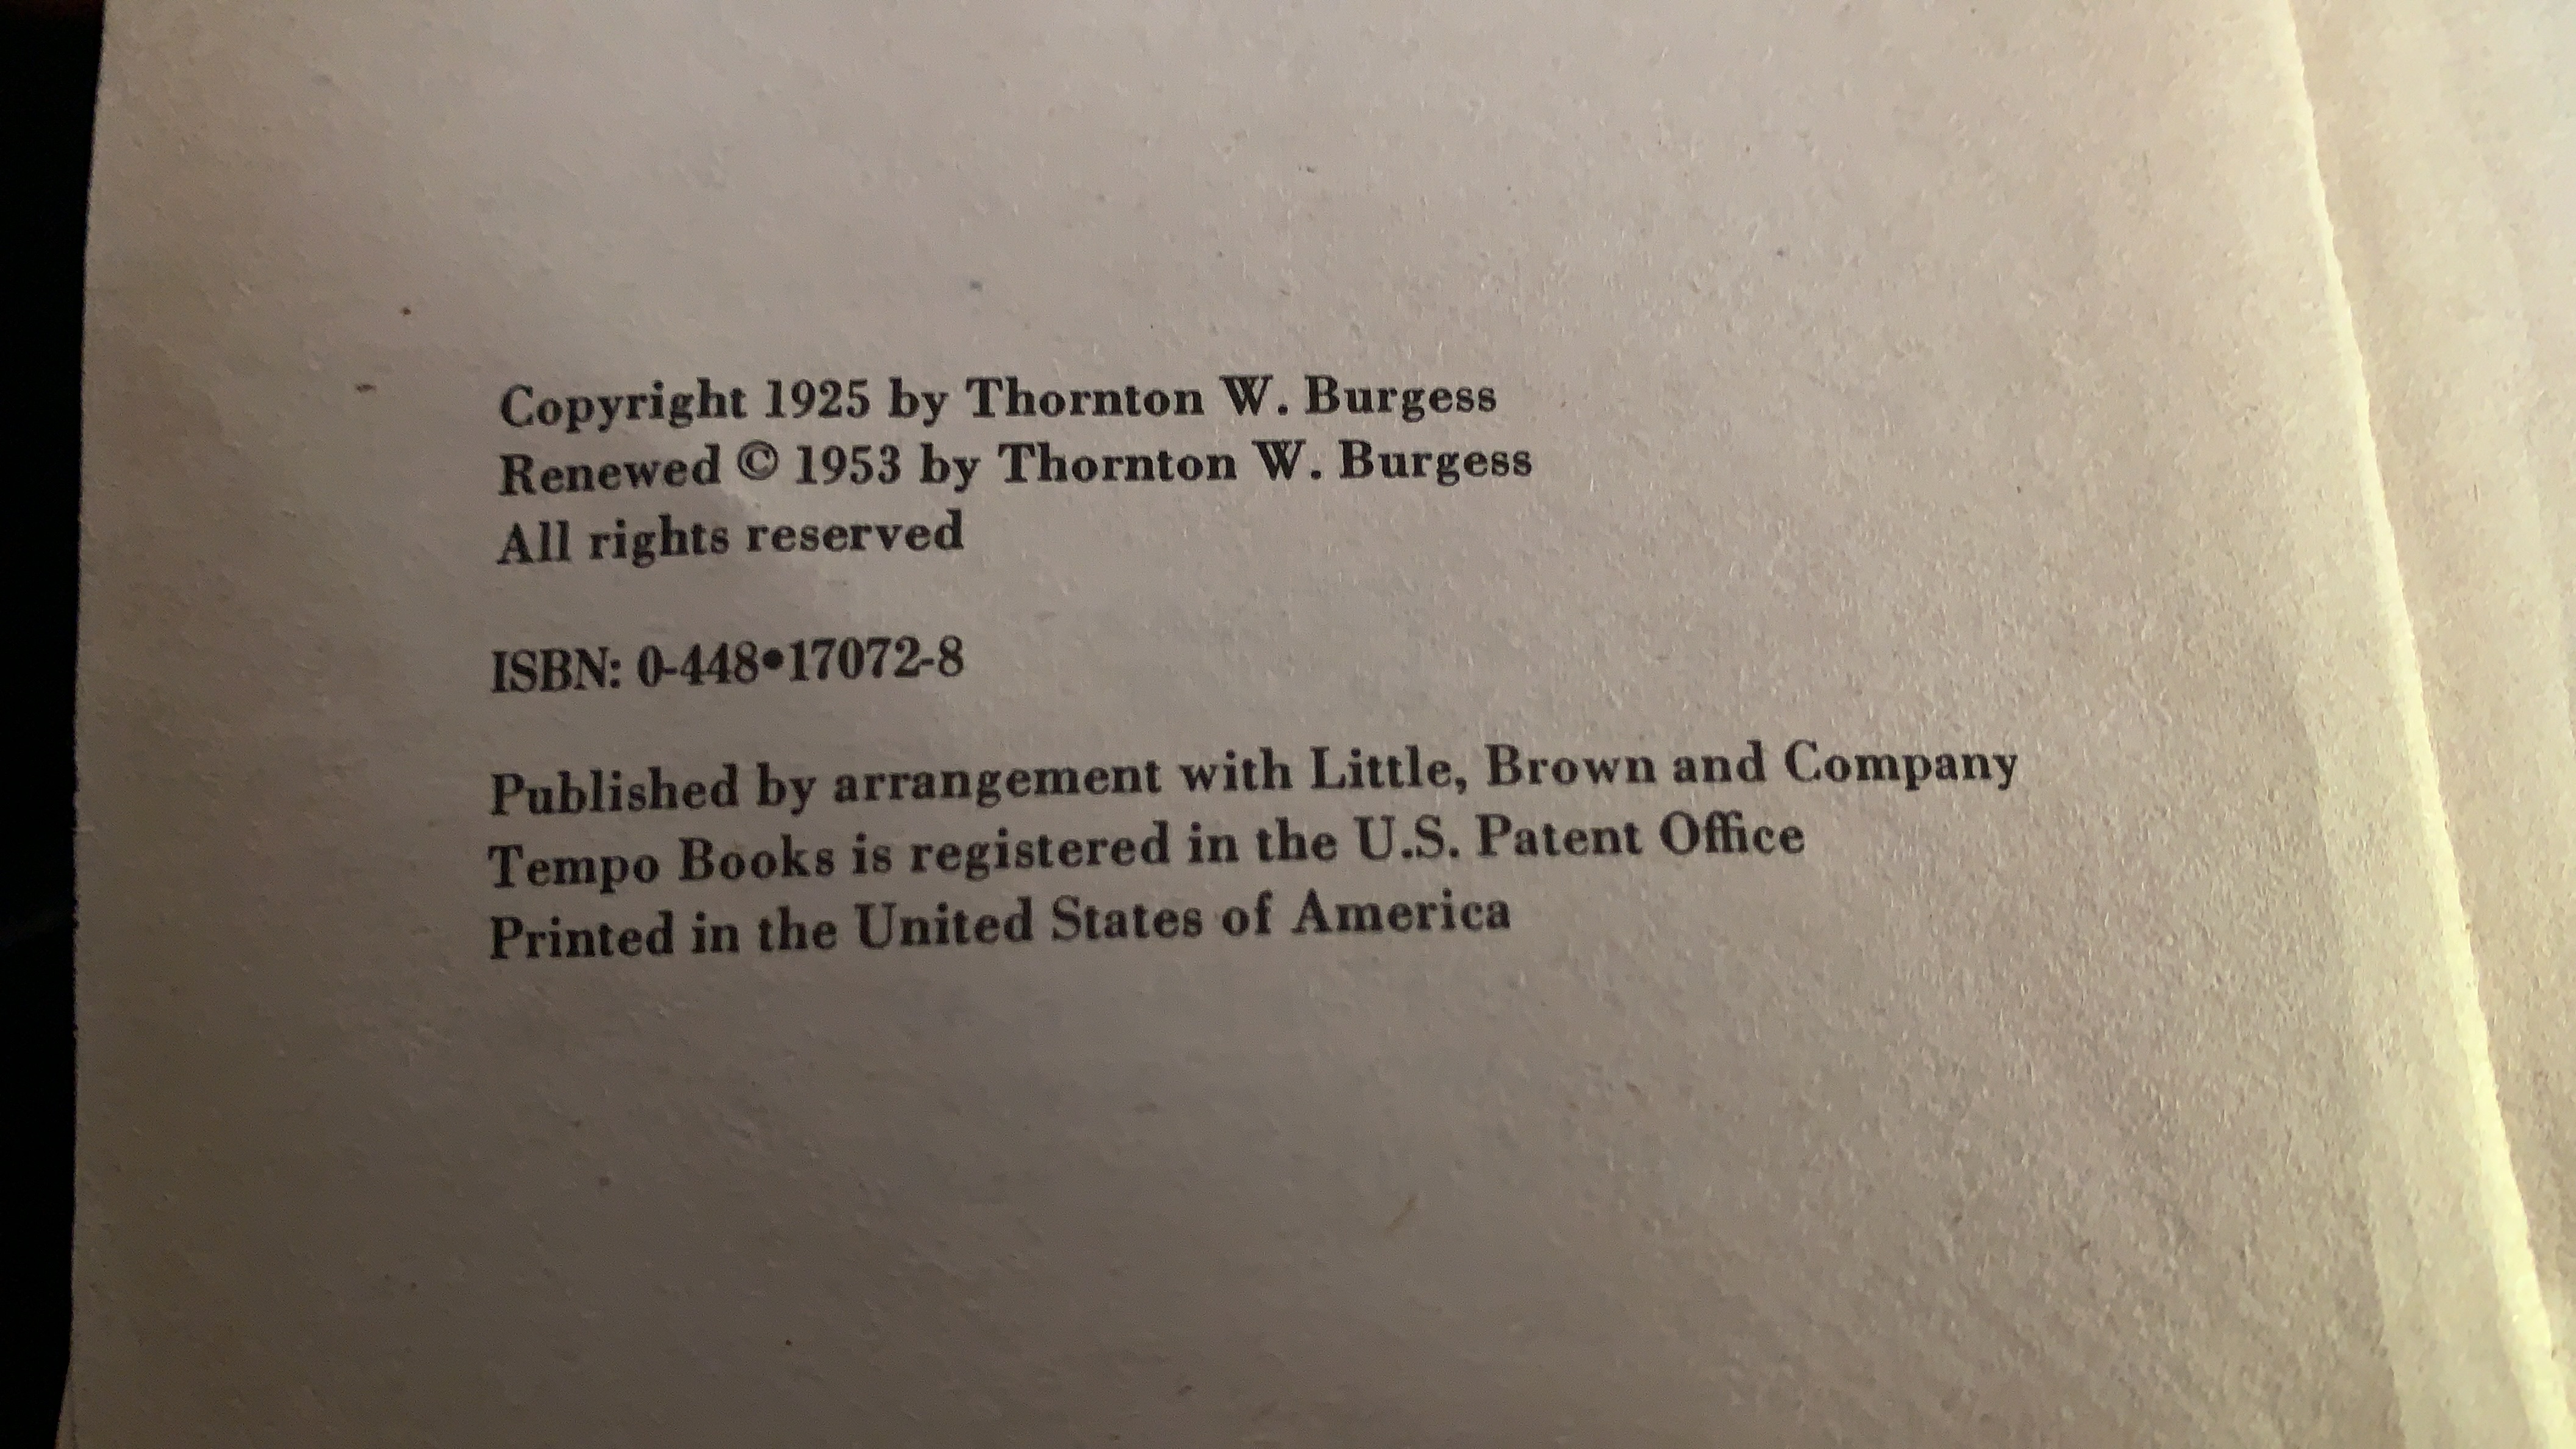 Copyright 1925 by Thornton W. Burgess
Renewed © 1953 by Thornton W. Burgess
All rights reserved
ISBN: 0-448•17072-8
Published by arrangement with Little, Brown and Company
Tempo Books is registered in the U.S. Patent Office
Printed in the United States of America